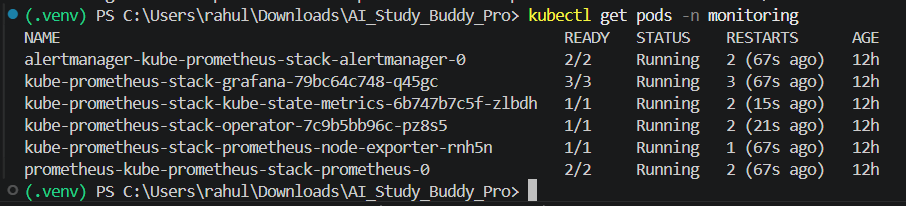 (.venv) PS C:\Users\rahul\Downloads\AI_Study_Buddy_Pro> kubectl get pods -n monitoring
NAME READY STATUS RESTARTS AGE
alertmanager-kube-prometheus-stack-alertmanager-0 2/2 Running 2 (67s ago) 12h
kube-prometheus-stack-grafana-79bc64c748-q45gc 3/3 Running 3 (67s ago) 12h
kube-prometheus-stack-kube-state-metrics-6b747b7c5f-zlbdh 1/1 Running 2 (15s ago) 12h
kube-prometheus-stack-operator-7c9b5bb96c-pz8s5 1/1 Running 2 (21s ago) 12h
kube-prometheus-stack-prometheus-node-exporter-rnh5n 1/1 Running 1 (67s ago) 12h
prometheus-kube-prometheus-stack-prometheus-0 2/2 Running 2 (67s ago) 12h
(.venv) PS C:\Users\rahul\Downloads\AI_Study_Buddy_Pro>